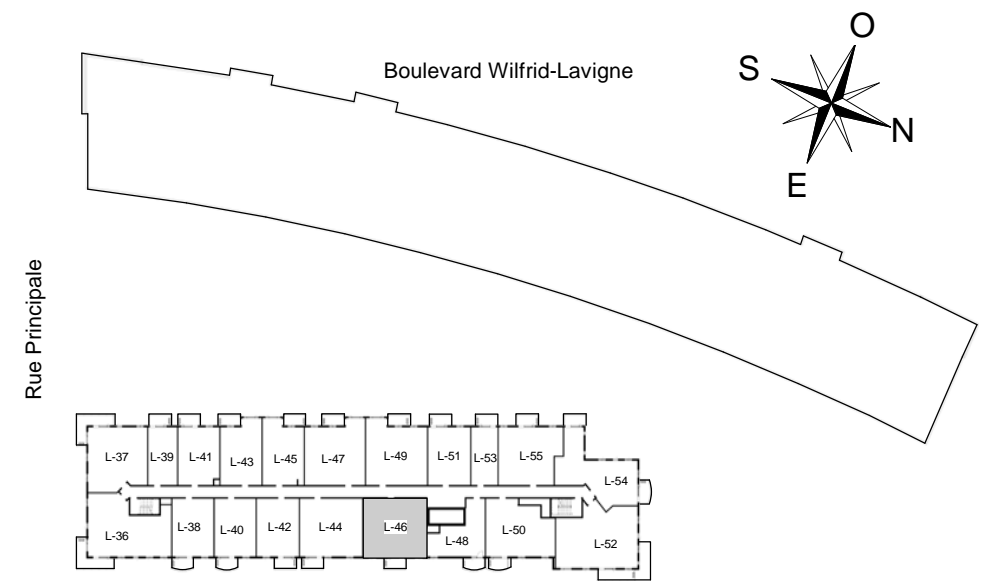 Boulevard Wilfrid-Lavigne
O
S
N
E
Rue Principale
L-37
L-39
L-41
L-43
L-45
L-47
L-49
L-51
L-53
L-55
L-54
L-36
L-38
L-40
L-42
L-44
L-46
L-48
L-50
L-52